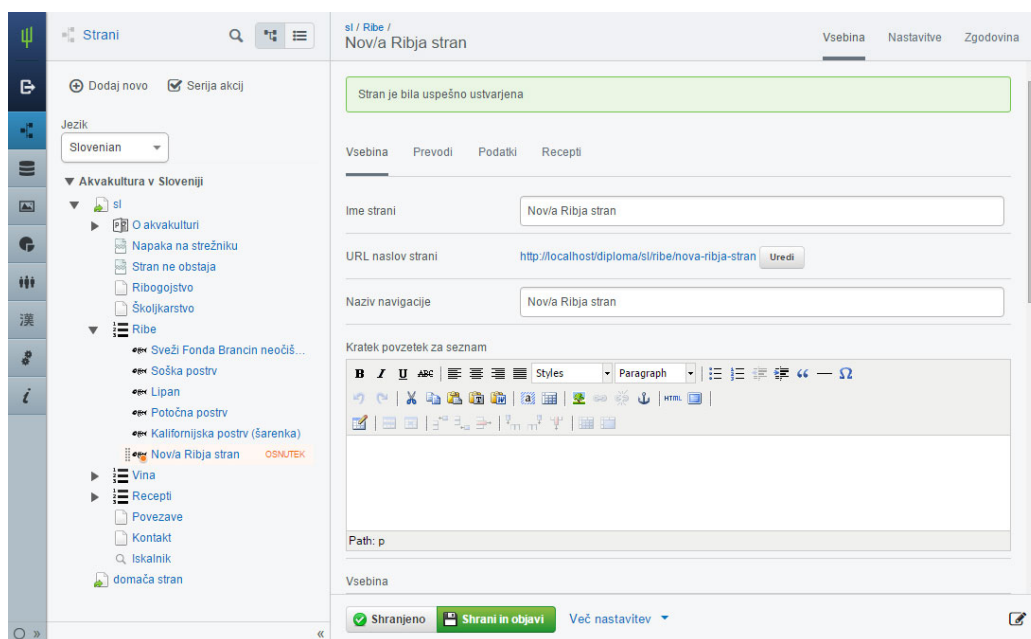 Strani
Dodaj novo
Serija akcij
Jezik
Slovenian
Akvakultura v Sloveniji
sl
O akvakulturi
Napaka na strežniku
Stran ne obstaja
Ribogojstvo
Školjkarstvo
Ribe
Sveži Fonda Brancin neočiš...
Soška postrv
Lipan
Potočna postrv
Kalifornijska postrv (šarenka)
Nov/a Ribja stran OSNUTEK
Vina
Recepti
Povezave
Kontakt
Iskalnik
domača stran
漢
i
sl / Ribe /
Nov/a Ribja stran
Vsebina Nastavitve Zgodovina
Stran je bila uspešno ustvarjena
Vsebina Prevodi Podatki Recepti
Ime strani Nov/a Ribja stran
URL naslov strani http://localhost/diploma/sl/ribe/nova-ribja-stran Uredi
Naziv navigacije Nov/a Ribja stran
Kratek povzetek za seznam
B I U ABC Styles Paragraph
HTML
Path: p
Vsebina
Shranjeno Shrani in objavi Več nastavitev